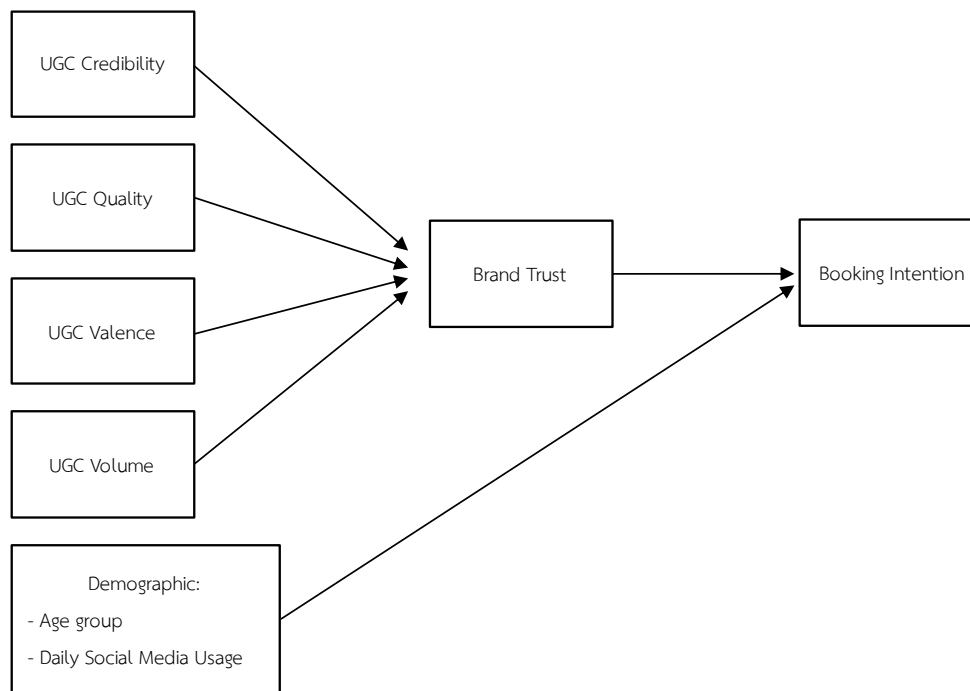 UGC Credibility
UGC Quality
UGC Valence
UGC Volume
Demographic:
- Age group
- Daily Social Media Usage
Brand Trust
Booking Intention